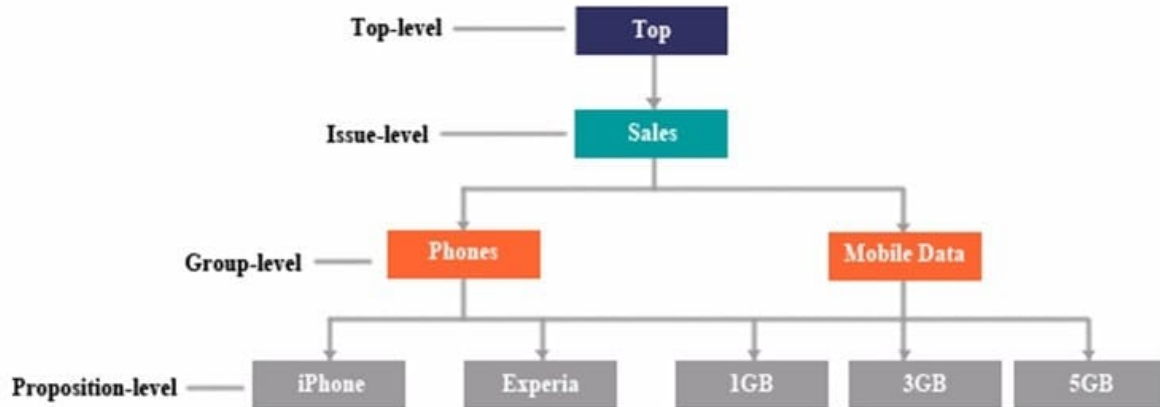 Top-level
Top
Issue-level
Sales
Group-level
Phones
Mobile Data
Proposition-level
iPhone
Experia
1GB
3GB
5GB